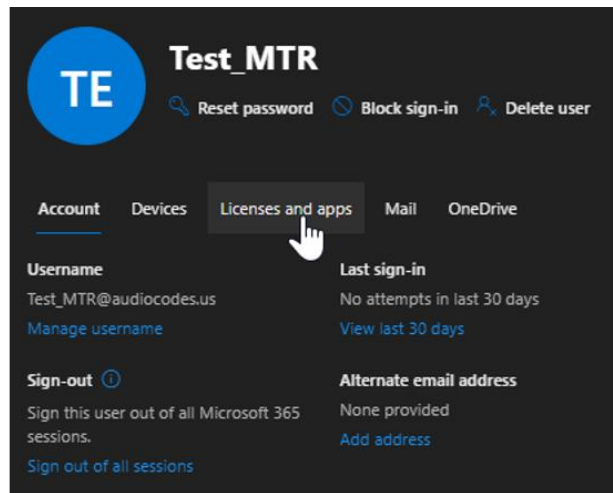 TE
Test_MTR
Reset password Block sign-in Delete user
Account Devices Licenses and apps Mail OneDrive
Username
Test_MTR@audiocodes.us
Manage username
Last sign-in
No attempts in last 30 days
View last 30 days
Sign-out
Sign this user out of all Microsoft 365
sessions.
Sign out of all sessions
Alternate email address
None provided
Add address